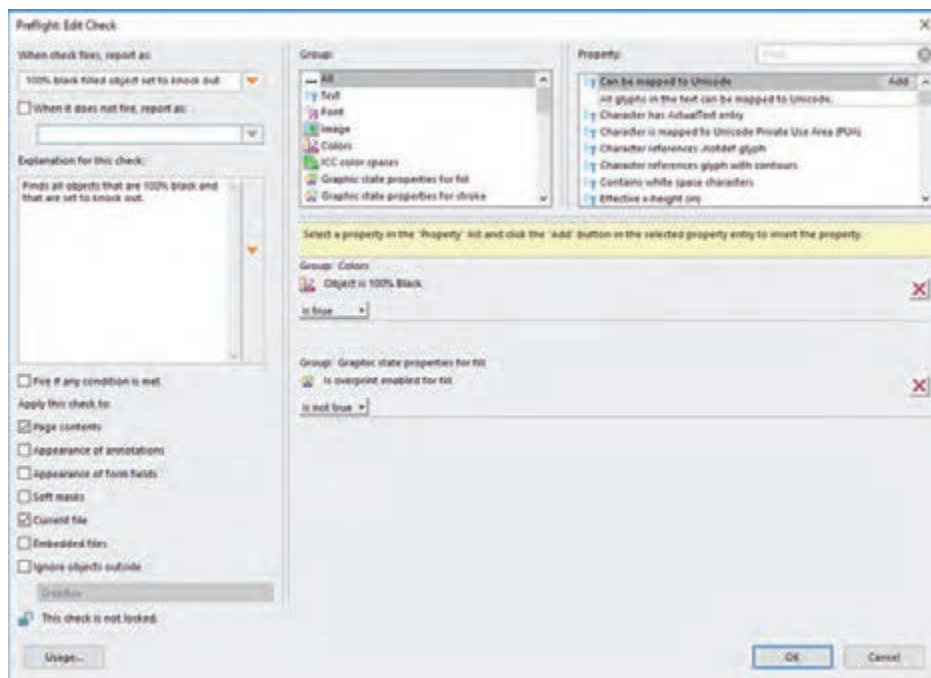 Preflight: Edit Check
When check fires, report as:
100% black filled object set to knock out
When it does not fire, report as:
Explanation for this check:
Finds all objects that are 100% black and
that are set to knock out.
Fire if any condition is met
Apply this check to:
Page contents
Appearance of annotations
Appearance of form fields
Soft masks
Current file
Embedded files
Ignore objects outside
This check is not locked.
Usage...
Group:
All
Text
Font
Image
Colors
ICC color spaces
Graphic state properties for fill
Graphic state properties for stroke
Property:
Find
Can be mapped to Unicode
Add
All glyphs in the text can be mapped to Unicode.
Character has ActualText entry
Character is mapped to Unicode Private Use Area (PUA)
Character references .notdef glyph
Character references glyph with contours
Contains white space characters
Effective x-height (in)
Select a property in the 'Property' list and click the 'Add' button in the selected property entry to insert the property.
Group: Colors
Object is 100% Black
is true
Group: Graphic state properties for fill
Is overprint enabled for fill
is not true
OK
Cancel